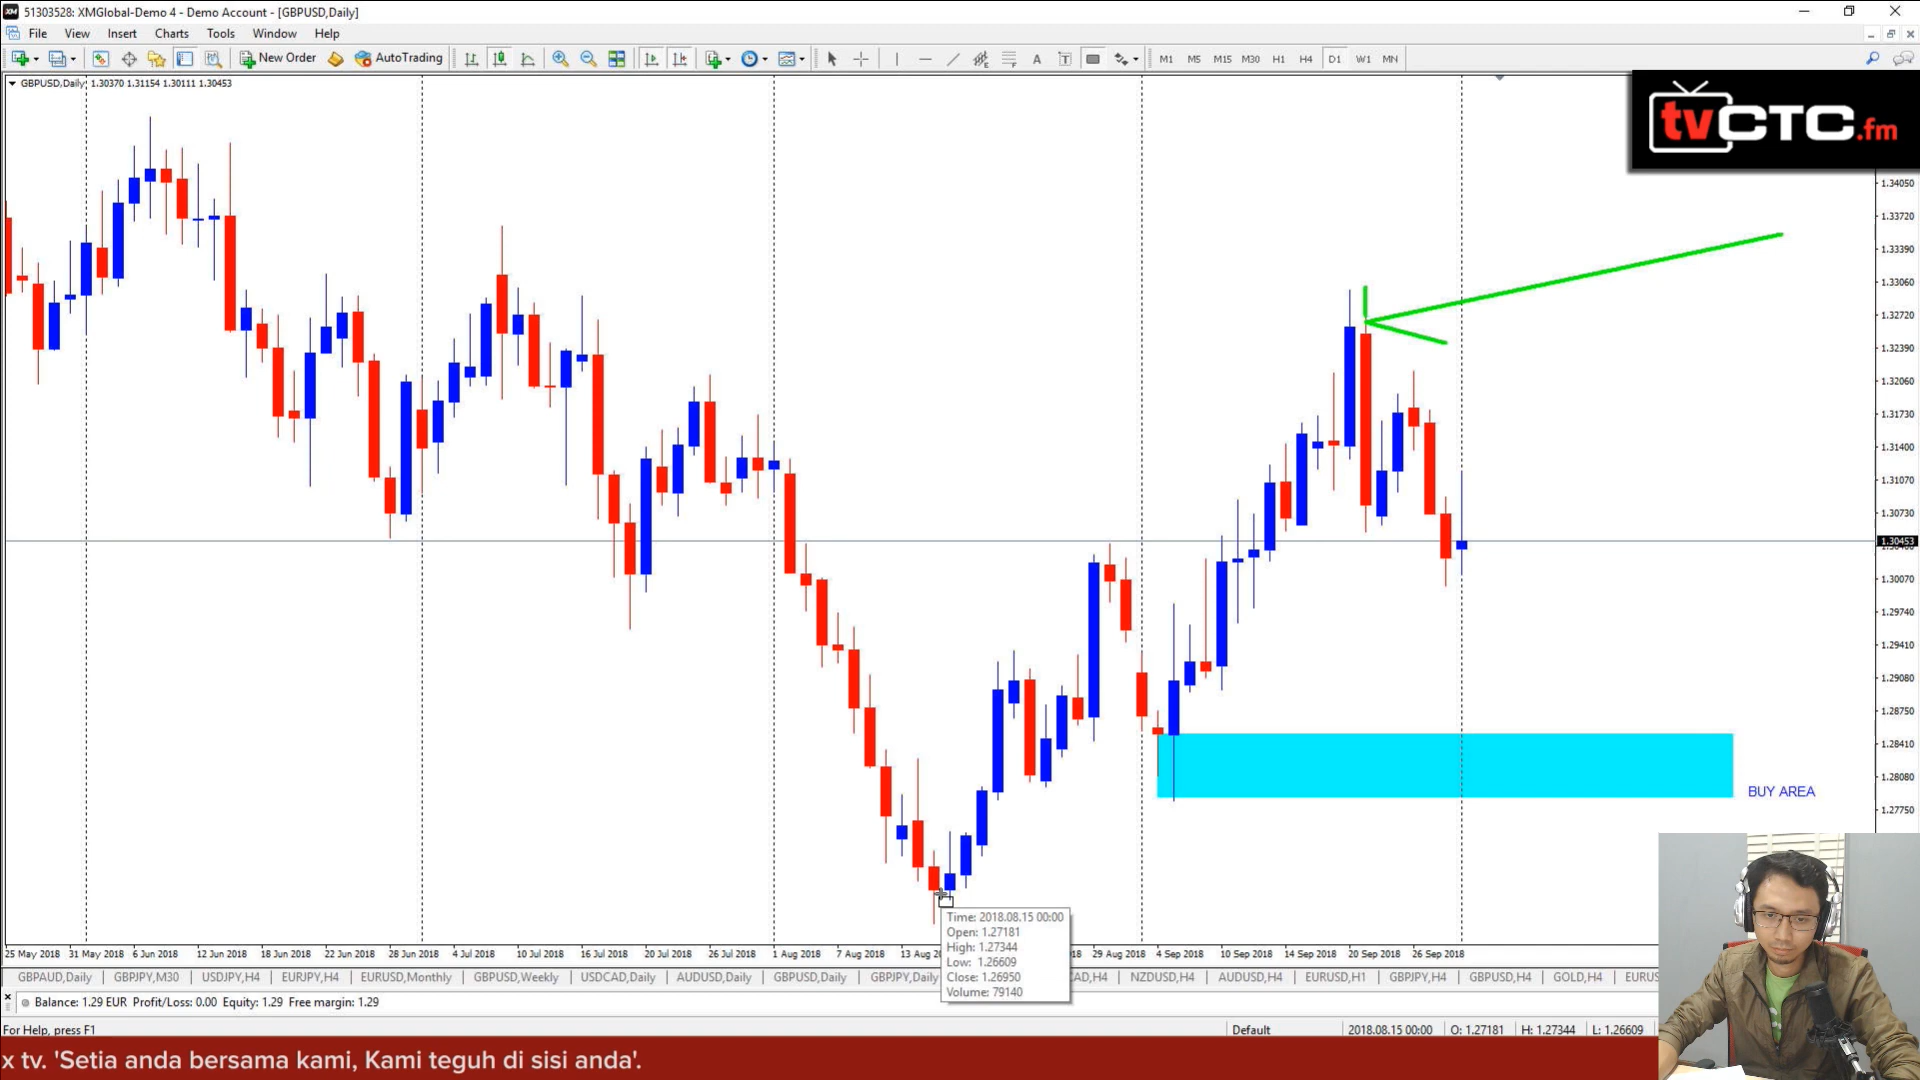 51303528: XMGlobal-Demo 4 - Demo Account - [GBPUSD,Daily]
File View Insert Charts Tools Window Help
New Order AutoTrading A T M1 M5 M15 M30 H1 H4 D1 W1 MN
GBPUSD,Daily 1.30370 1.31154 1.30111 1.30453
tvCTC.fm
1.34050
1.33720
1.33390
1.33060
1.32720
1.32390
1.32060
1.31730
1.31400
1.31070
1.30730
1.30453
1.30070
1.29740
1.29410
1.29080
1.28750
1.28410
1.28080
1.27750
BUY AREA
Time: 2018.08.15 00:00
Open: 1.27181
High: 1.27344
Low: 1.26609
Close: 1.26950
Volume: 79140
25 May 2018 31 May 2018 6 Jun 2018 12 Jun 2018 18 Jun 2018 22 Jun 2018 28 Jun 2018 4 Jul 2018 10 Jul 2018 16 Jul 2018 20 Jul 2018 26 Jul 2018 1 Aug 2018 7 Aug 2018 13 Aug 29 Aug 2018 4 Sep 2018 10 Sep 2018 14 Sep 2018 20 Sep 2018 26 Sep 2018
GBPAUD,Daily GBPJPY,M30 USDJPY,H4 EURJPY,H4 EURUSD,Monthly GBPUSD,Weekly USDCAD,Daily AUDUSD,Daily GBPUSD,Daily GBPJPY,Daily AD,H4 NZDUSD,H4 AUDUSD,H4 EURUSD,H1 GBPJPY,H4 GBPUSD,H4 GOLD,H4 EURUS
Balance: 1.29 EUR Profit/Loss: 0.00 Equity: 1.29 Free margin: 1.29
For Help, press F1 Default 2018.08.15 00:00 O: 1.27181 H: 1.27344 L: 1.26609
x tv. 'Setia anda bersama kami, Kami teguh di sisi anda'.